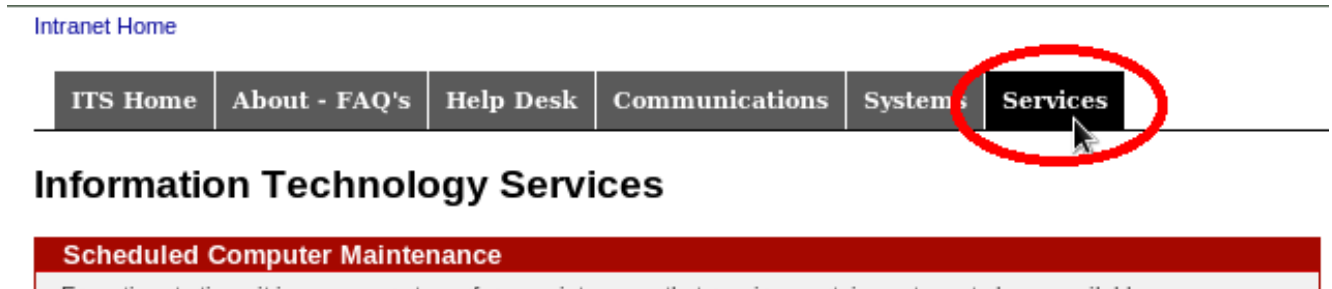 Intranet Home
ITS Home About - FAQ's Help Desk Communications Systems Services
Information Technology Services
Scheduled Computer Maintenance